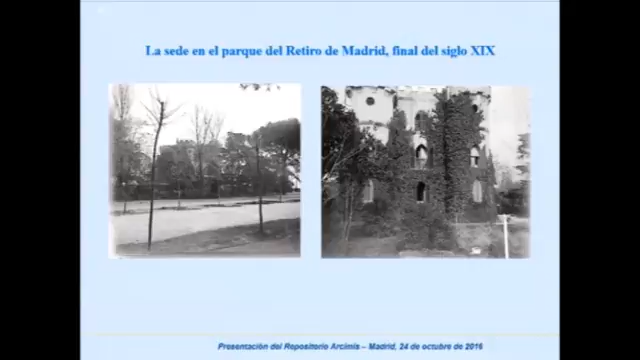 La sede en el parque del Retiro de Madrid, final del siglo XIX
Presentación del Repositorio Arcimis – Madrid, 24 de octubre de 2016